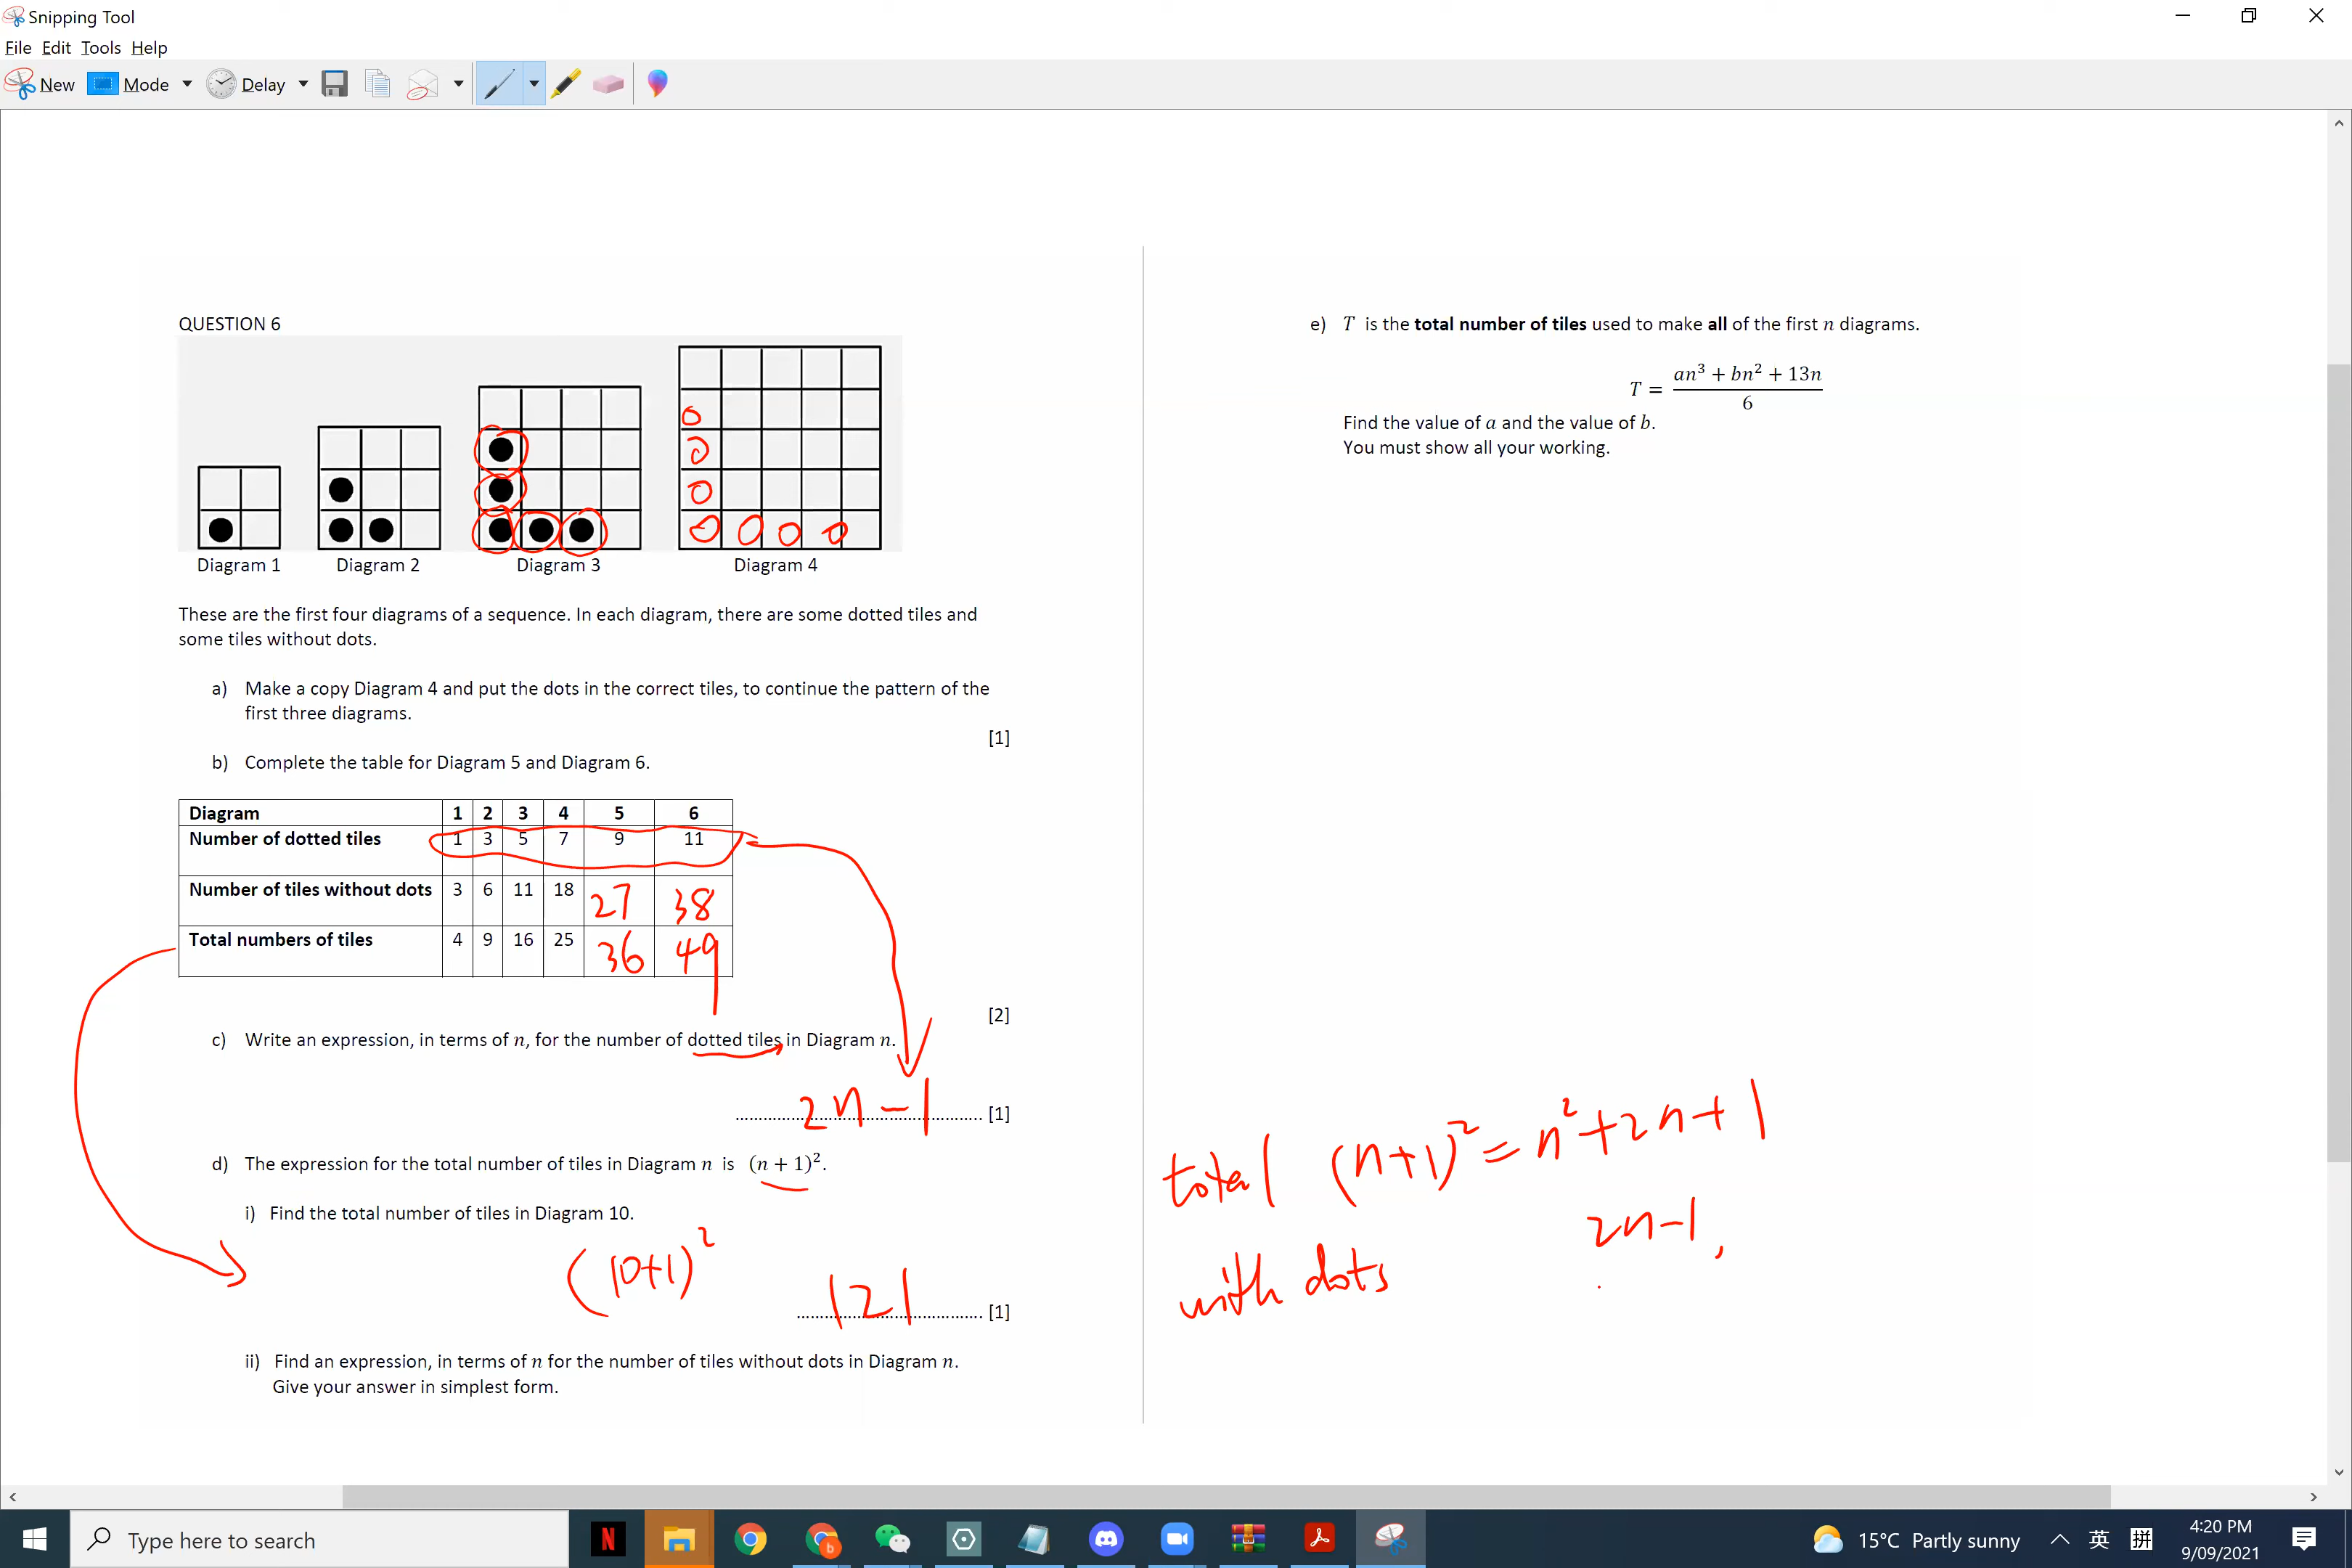 Snipping Tool
File Edit Tools Help
New Mode Delay
QUESTION 6
Diagram 1 Diagram 2 Diagram 3 Diagram 4
These are the first four diagrams of a sequence. In each diagram, there are some dotted tiles and
some tiles without dots.
a) Make a copy Diagram 4 and put the dots in the correct tiles, to continue the pattern of the
first three diagrams.
[1]
b) Complete the table for Diagram 5 and Diagram 6.
Diagram 1 2 3 4 5 6
Number of dotted tiles 1 3 5 7 9 11
Number of tiles without dots 3 6 11 18 27 38
Total numbers of tiles 4 9 16 25 36 49
[2]
c) Write an expression, in terms of n, for the number of dotted tiles in Diagram n.
2n-1 [1]
d) The expression for the total number of tiles in Diagram n is (n + 1)².
i) Find the total number of tiles in Diagram 10.
(10+1)²
121 [1]
ii) Find an expression, in terms of n for the number of tiles without dots in Diagram n.
Give your answer in simplest form.
e) T is the total number of tiles used to make all of the first n diagrams.
T = (an³ + bn² + 13n)/6
Find the value of a and the value of b.
You must show all your working.
total (n+1)² = n²+2n+1
2n-1,
with dots
Type here to search
15°C Partly sunny
英
拼
4:20 PM
9/09/2021